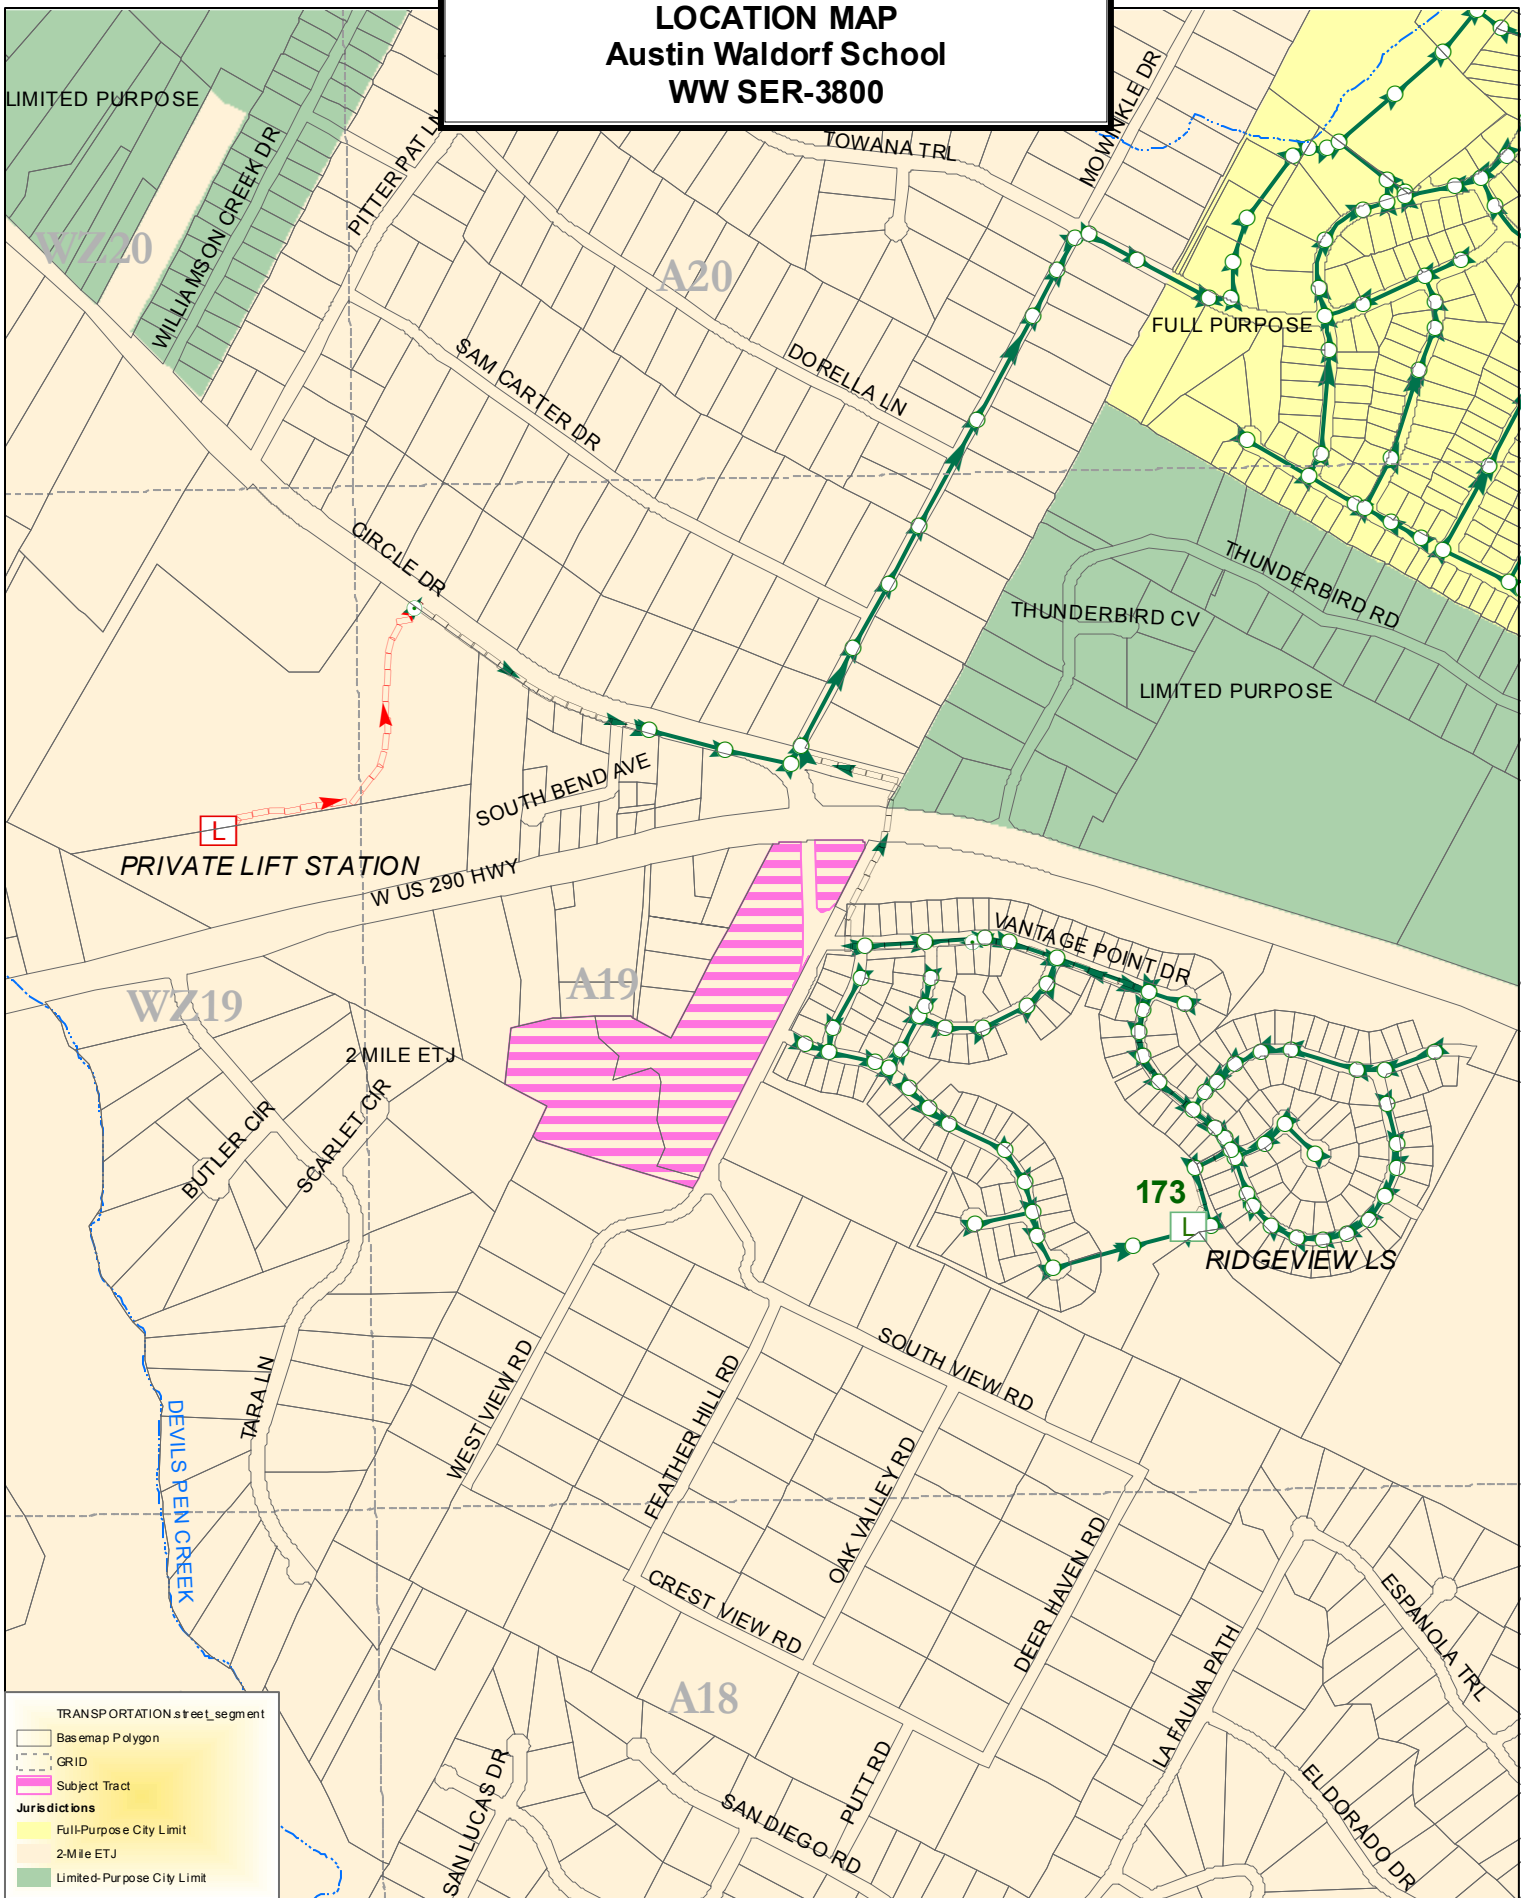 LOCATION MAP
Austin Waldorf School
WW SER-3800
LIMITED PURPOSE
WILLIAMSON CREEK DR
PITTER PAT LN
TOWANA TRL
MOWINKLE DR
WZ20
A20
FULL PURPOSE
SAM CARTER DR
DORELLA LN
CIRCLE DR
THUNDERBIRD RD
THUNDERBIRD CV
LIMITED PURPOSE
SOUTH BEND AVE
L
PRIVATE LIFT STATION
W US 290 HWY
VANTAGE POINT DR
A19
WZ19
2 MILE ETJ
BUTLER CIR
SCARLET CIR
173
L
RIDGEVIEW LS
SOUTH VIEW RD
TARA LN
WEST VIEW RD
FEATHER HILL RD
DEVILS PEN CREEK
OAK VALLEY RD
DEER HAVEN RD
CREST VIEW RD
ESPANOLA TRL
LA FAUNA PATH
A18
SAN LUCAS DR
PUTT RD
SAN DIEGO RD
ELDORADO DR
TRANSPORTATION.street_segment
Basemap Polygon
GRID
Subject Tract
Jurisdictions
Full-Purpose City Limit
2-Mile ETJ
Limited-Purpose City Limit